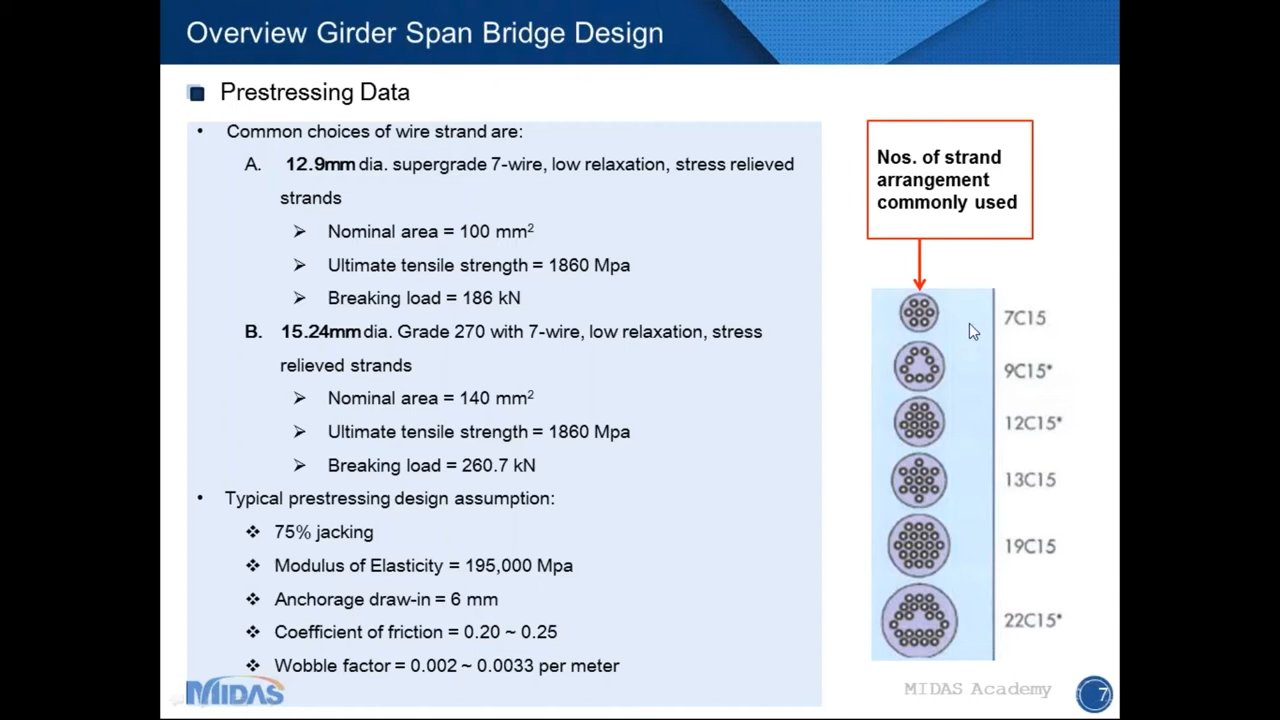 Overview Girder Span Bridge Design
Prestressing Data
• Common choices of wire strand are:
A. 12.9mm dia. supergrade 7-wire, low relaxation, stress relieved
strands
➢ Nominal area = 100 mm²
➢ Ultimate tensile strength = 1860 Mpa
➢ Breaking load = 186 kN
B. 15.24mm dia. Grade 270 with 7-wire, low relaxation, stress
relieved strands
➢ Nominal area = 140 mm²
➢ Ultimate tensile strength = 1860 Mpa
➢ Breaking load = 260.7 kN
• Typical prestressing design assumption:
❖ 75% jacking
❖ Modulus of Elasticity = 195,000 Mpa
❖ Anchorage draw-in = 6 mm
❖ Coefficient of friction = 0.20 ~ 0.25
❖ Wobble factor = 0.002 ~ 0.0033 per meter
Nos. of strand
arrangement
commonly used
7C15
9C15*
12C15*
13C15
19C15
22C15*
MIDAS
MIDAS Academy
7